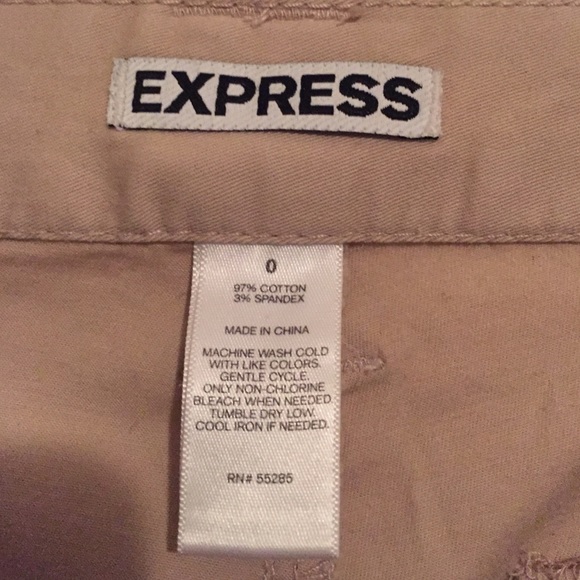 EXPRESS
0
97% COTTON
3% SPANDEX
MADE IN CHINA
MACHINE WASH COLD
WITH LIKE COLORS.
GENTLE CYCLE.
ONLY NON-CHLORINE
BLEACH WHEN NEEDED.
TUMBLE DRY LOW.
COOL IRON IF NEEDED.
RN# 55285